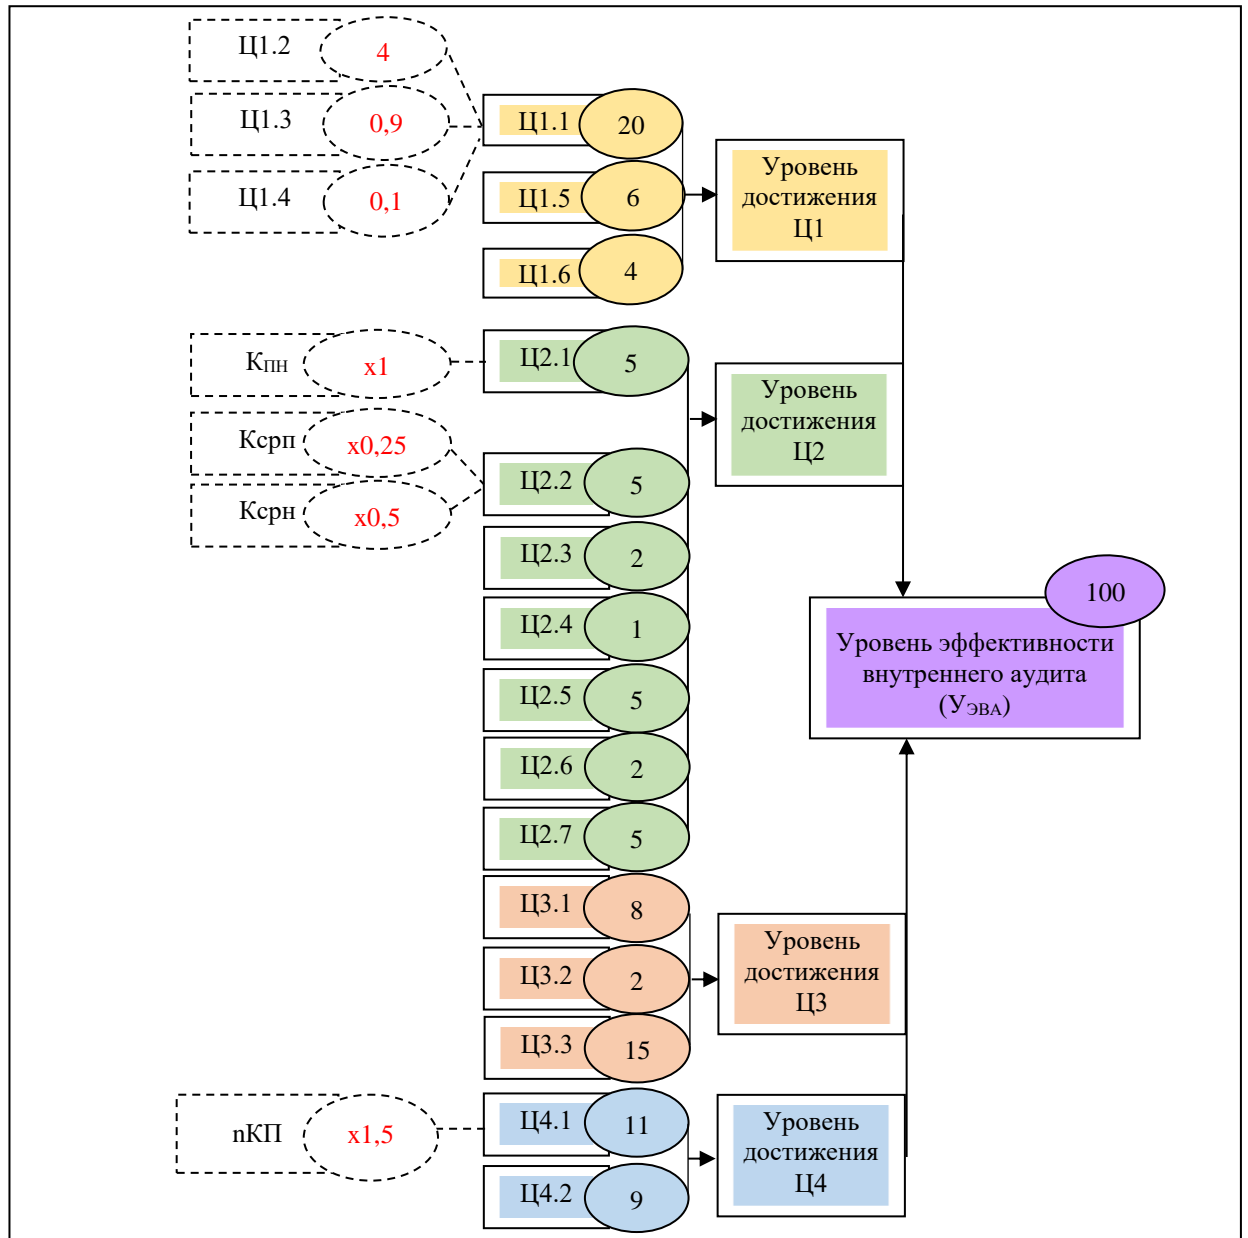 Ц1.2
4
Ц1.3
0,9
Ц1.4
0,1
Ц1.1
20
Ц1.5
6
Ц1.6
4
Уровень
достижения
Ц1
КПН
x1
Ксрп
x0,25
Ксрн
x0,5
Ц2.1
5
Ц2.2
5
Ц2.3
2
Ц2.4
1
Ц2.5
5
Ц2.6
2
Ц2.7
5
Уровень
достижения
Ц2
100
Уровень эффективности
внутреннего аудита
(УЭВА)
Ц3.1
8
Ц3.2
2
Ц3.3
15
Уровень
достижения
Ц3
nКП
x1,5
Ц4.1
11
Ц4.2
9
Уровень
достижения
Ц4